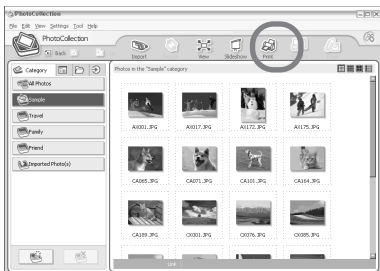 PhotoCollection
File Edit View Settings Tool Help
PhotoCollection
Back
Import View Slideshow Print
Category
Photos in the "Sample" category
All Photos
Sample
Travel
Family
Friend
Imported Photo(s)
AX001.JPG AX017.JPG AX172.JPG AX175.JPG
CA065.JPG CA071.JPG CA101.JPG CA164.JPG
CA189.JPG CX001.JPG CX076.JPG CX085.JPG
Link